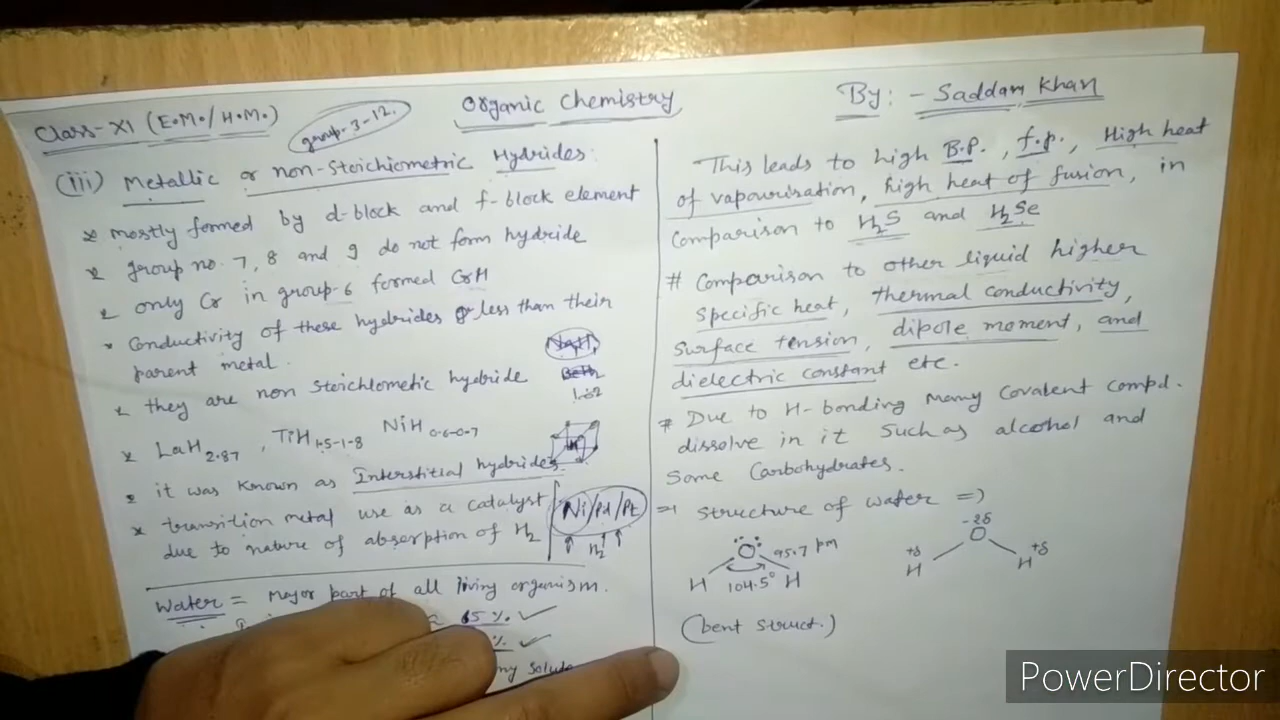 Class-XI (E.M./H.M.)
group-3-12.
Organic Chemistry
By:- Saddam Khan
(iii) Metallic or non-Stoichiometric Hydrides:
* mostly formed by d-block and f-block element
* group no. 7, 8 and 9 do not form hydride
* only Cr in group-6 formed CrH
* Conductivity of these hybrides less than their
parent metal.
* they are non stoichiometic hybride
1.02
* LaH2.87, TiH1.5-1.8 NiH0.6-0.7
* it was known as Interstitial hydrides
* transition metal use as a catalyst
due to nature of absorption of H2
Ni/Pd/Pt
H2
Water = Major part of all living organism.
65%.
%.
ny solute
This leads to high B.P., f.p., High heat
of vapourisation, high heat of fusion, in
Comparison to H2S and H2Se
# Comparison to other liquid higher
specific heat, thermal conductivity,
surface tension, dipole moment, and
dielectric constant etc.
# Due to H-bonding many covalent compd.
dissolve in it such as alcohol and
some Carbohydrates.
⇒ structure of water =)
O 95.7 pm
H 104.5° H
-2δ
O
+δ H H +δ
(bent struct.)
PowerDirector